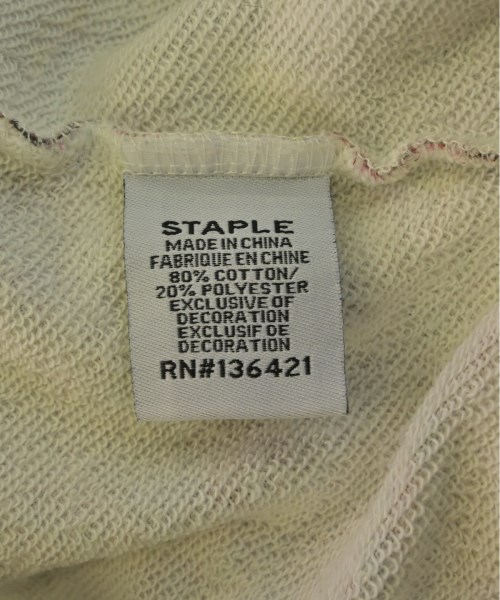 STAPLE
MADE IN CHINA
FABRIQUE EN CHINE
80% COTTON/
20% POLYESTER
EXCLUSIVE OF
DECORATION
EXCLUSIF DE
DECORATION
RN#136421